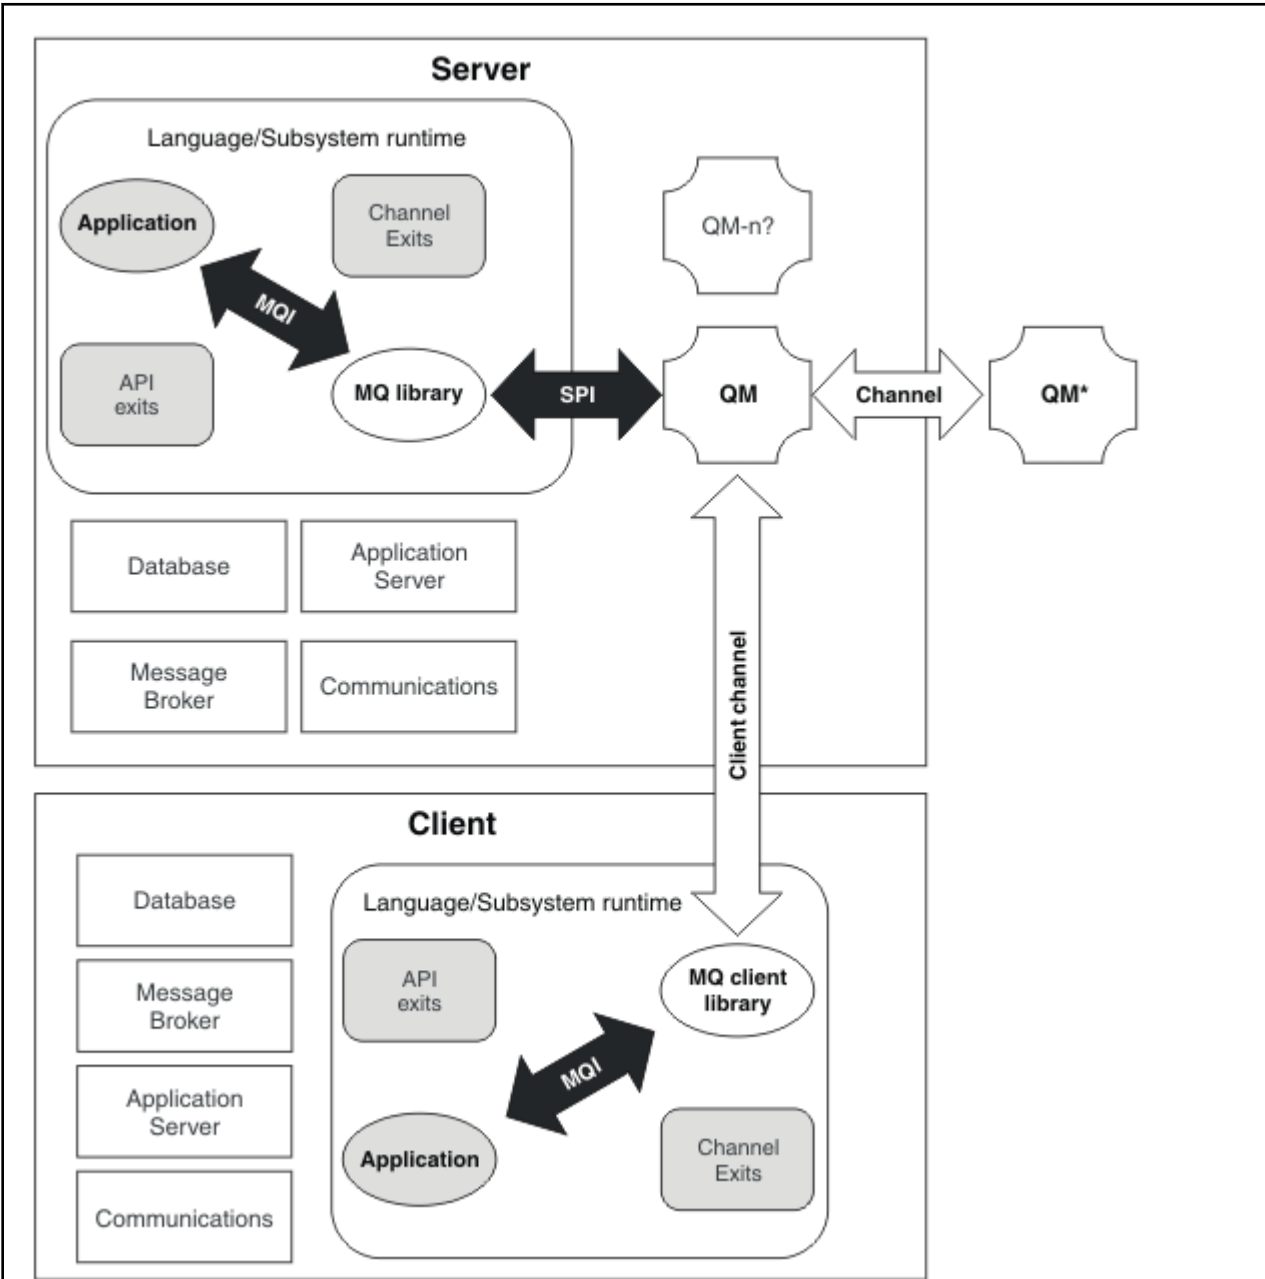 Server
Language/Subsystem runtime
Application
Channel
Exits
MQI
API
exits
MQ library
SPI
QM-n?
QM
Channel
QM*
Database
Application
Server
Message
Broker
Communications
Client channel
Client
Database
Message
Broker
Application
Server
Communications
Language/Subsystem runtime
API
exits
MQ client
library
MQI
Application
Channel
Exits